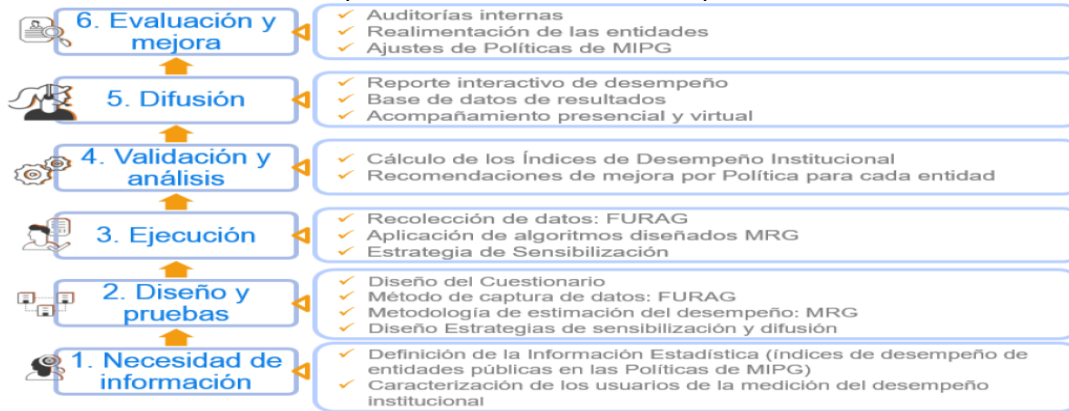 6. Evaluación y
mejora
✓ Auditorías internas
✓ Realimentación de las entidades
✓ Ajustes de Políticas de MIPG
5. Difusión
✓ Reporte interactivo de desempeño
✓ Base de datos de resultados
✓ Acompañamiento presencial y virtual
4. Validación y
análisis
✓ Cálculo de los Índices de Desempeño Institucional
✓ Recomendaciones de mejora por Política para cada entidad
3. Ejecución
✓ Recolección de datos: FURAG
✓ Aplicación de algoritmos diseñados MRG
✓ Estrategia de Sensibilización
2. Diseño y
pruebas
✓ Diseño del Cuestionario
✓ Método de captura de datos: FURAG
✓ Metodología de estimación del desempeño: MRG
✓ Diseño Estrategias de sensibilización y difusión
1. Necesidad de
información
✓ Definición de la Información Estadística (índices de desempeño de
entidades públicas en las Políticas de MIPG)
✓ Caracterización de los usuarios de la medición del desempeño
institucional